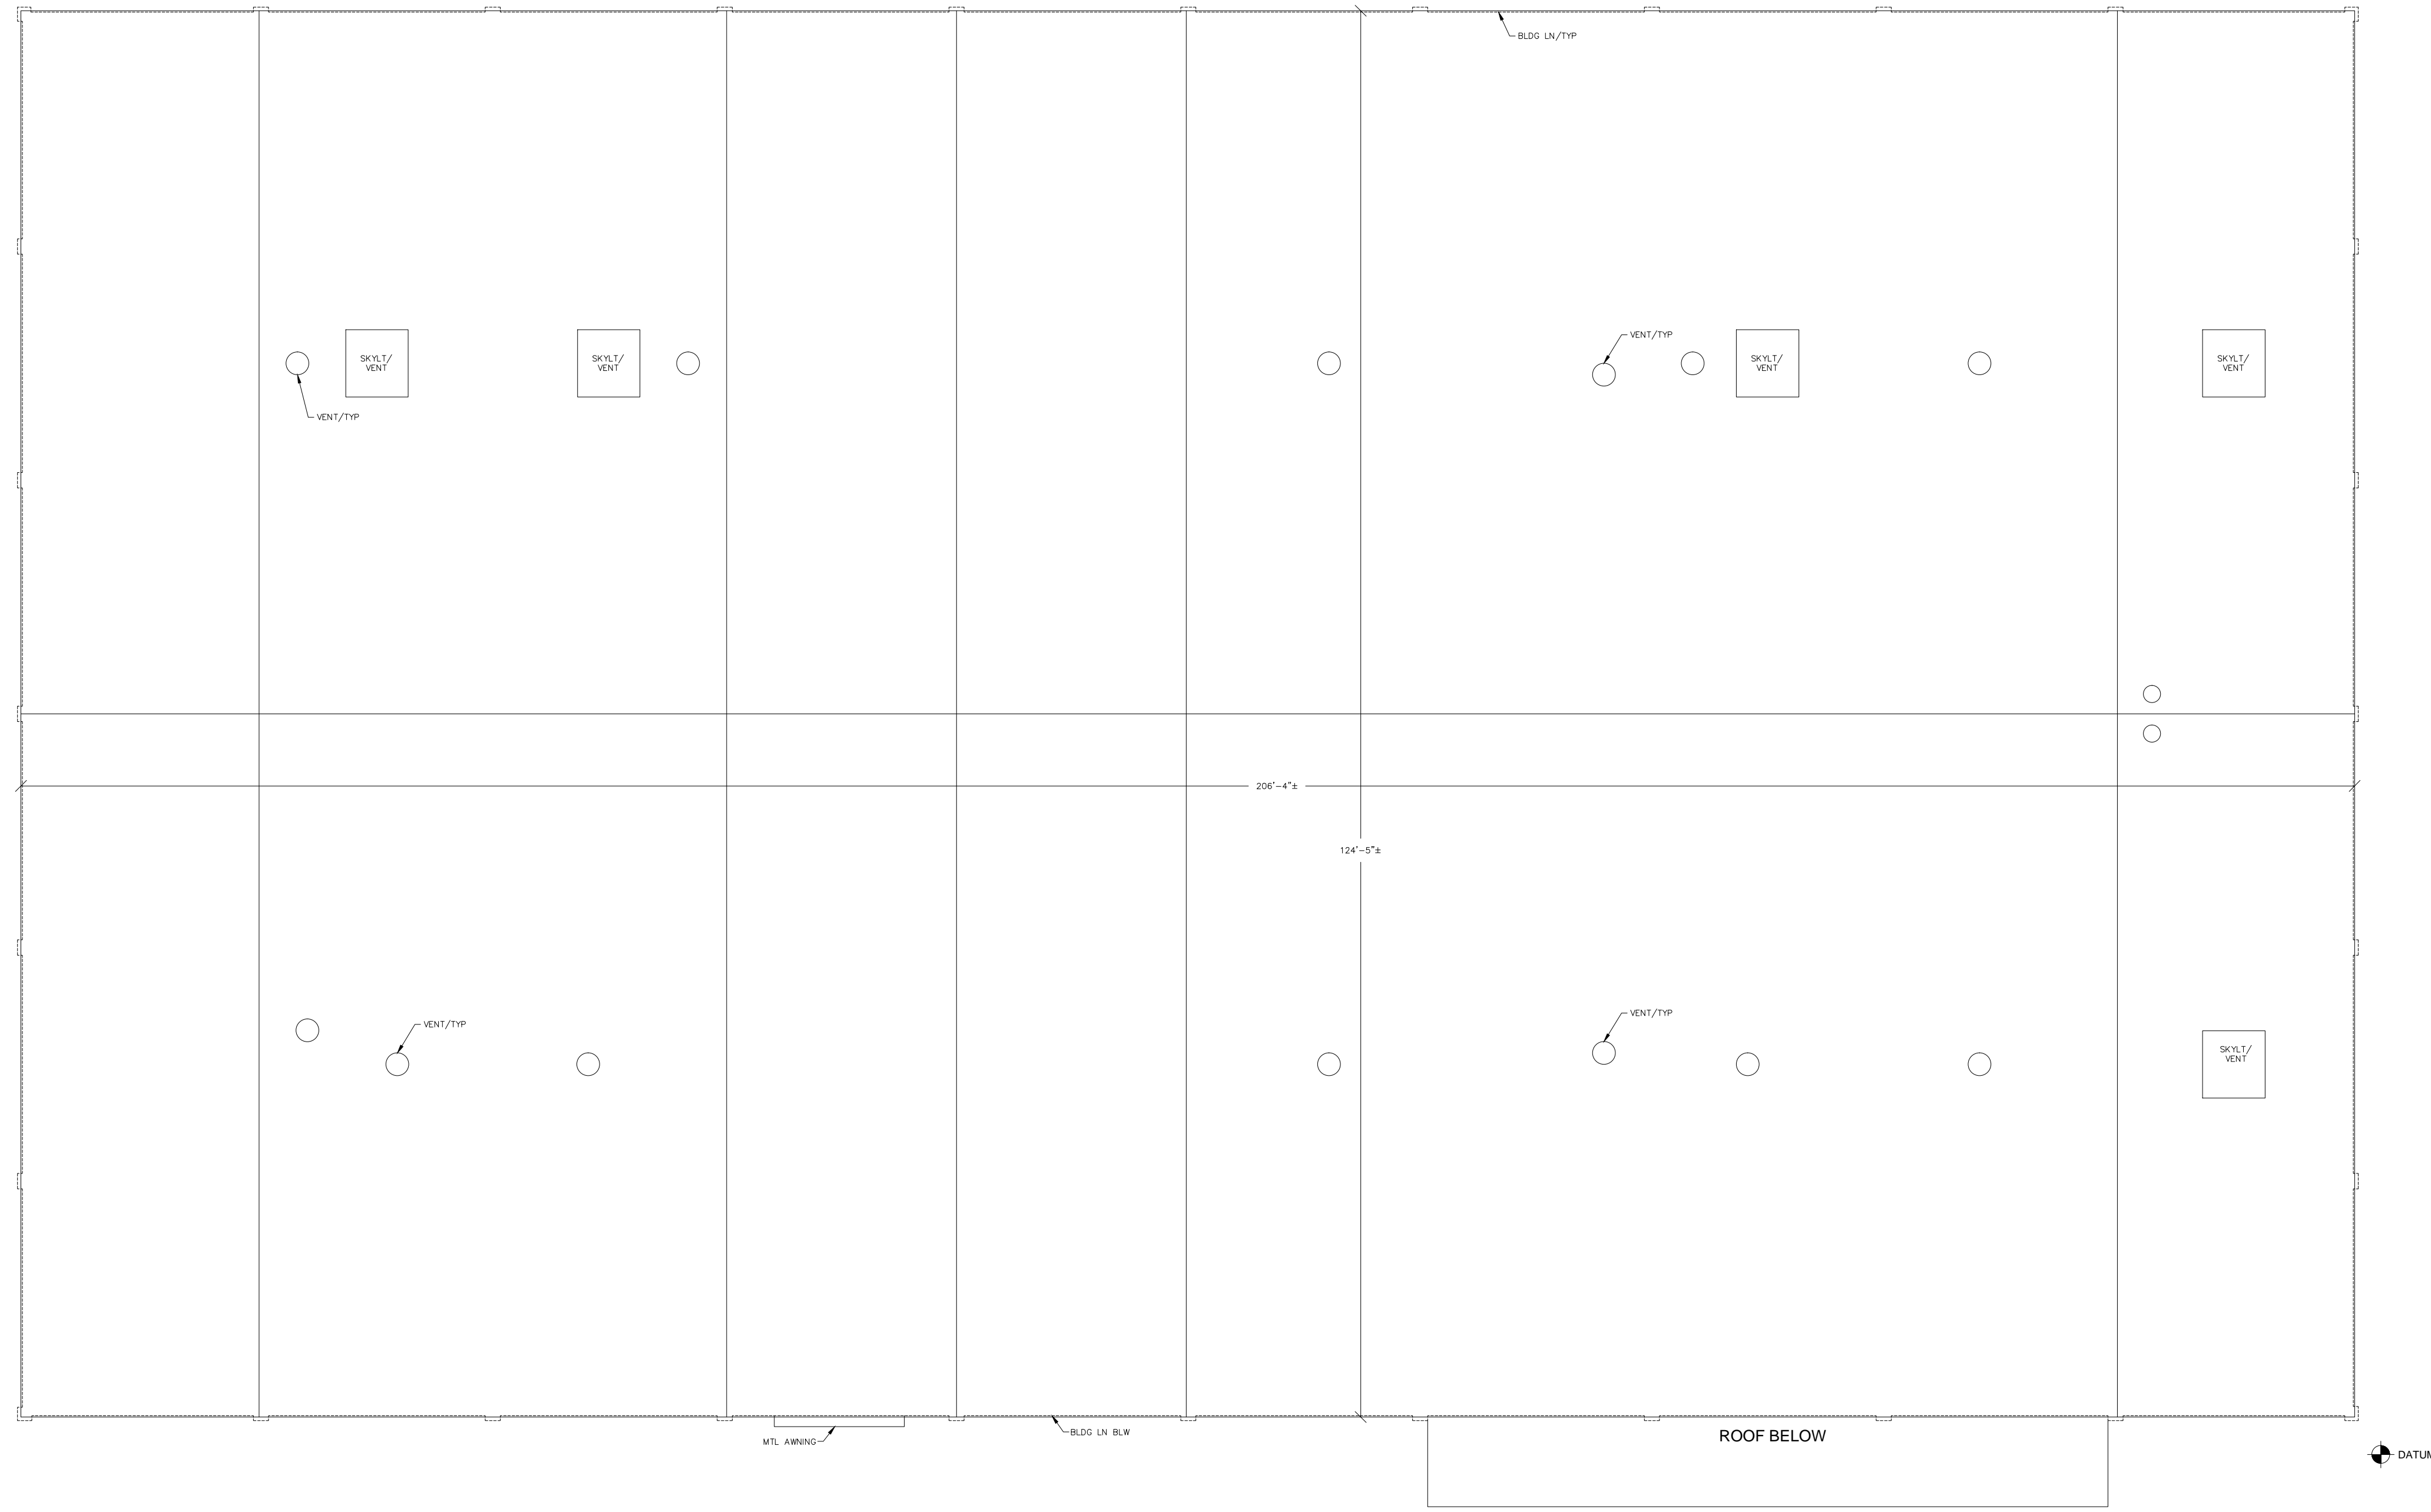 BLDG LN/TYP
VENT/TYP
SKYLT/
VENT
SKYLT/
VENT
SKYLT/
VENT
SKYLT/
VENT
VENT/TYP
206'-4"±
124'-5"±
VENT/TYP
VENT/TYP
SKYLT/
VENT
BLDG LN BLW
ROOF BELOW
MTL AWNING
DATUM